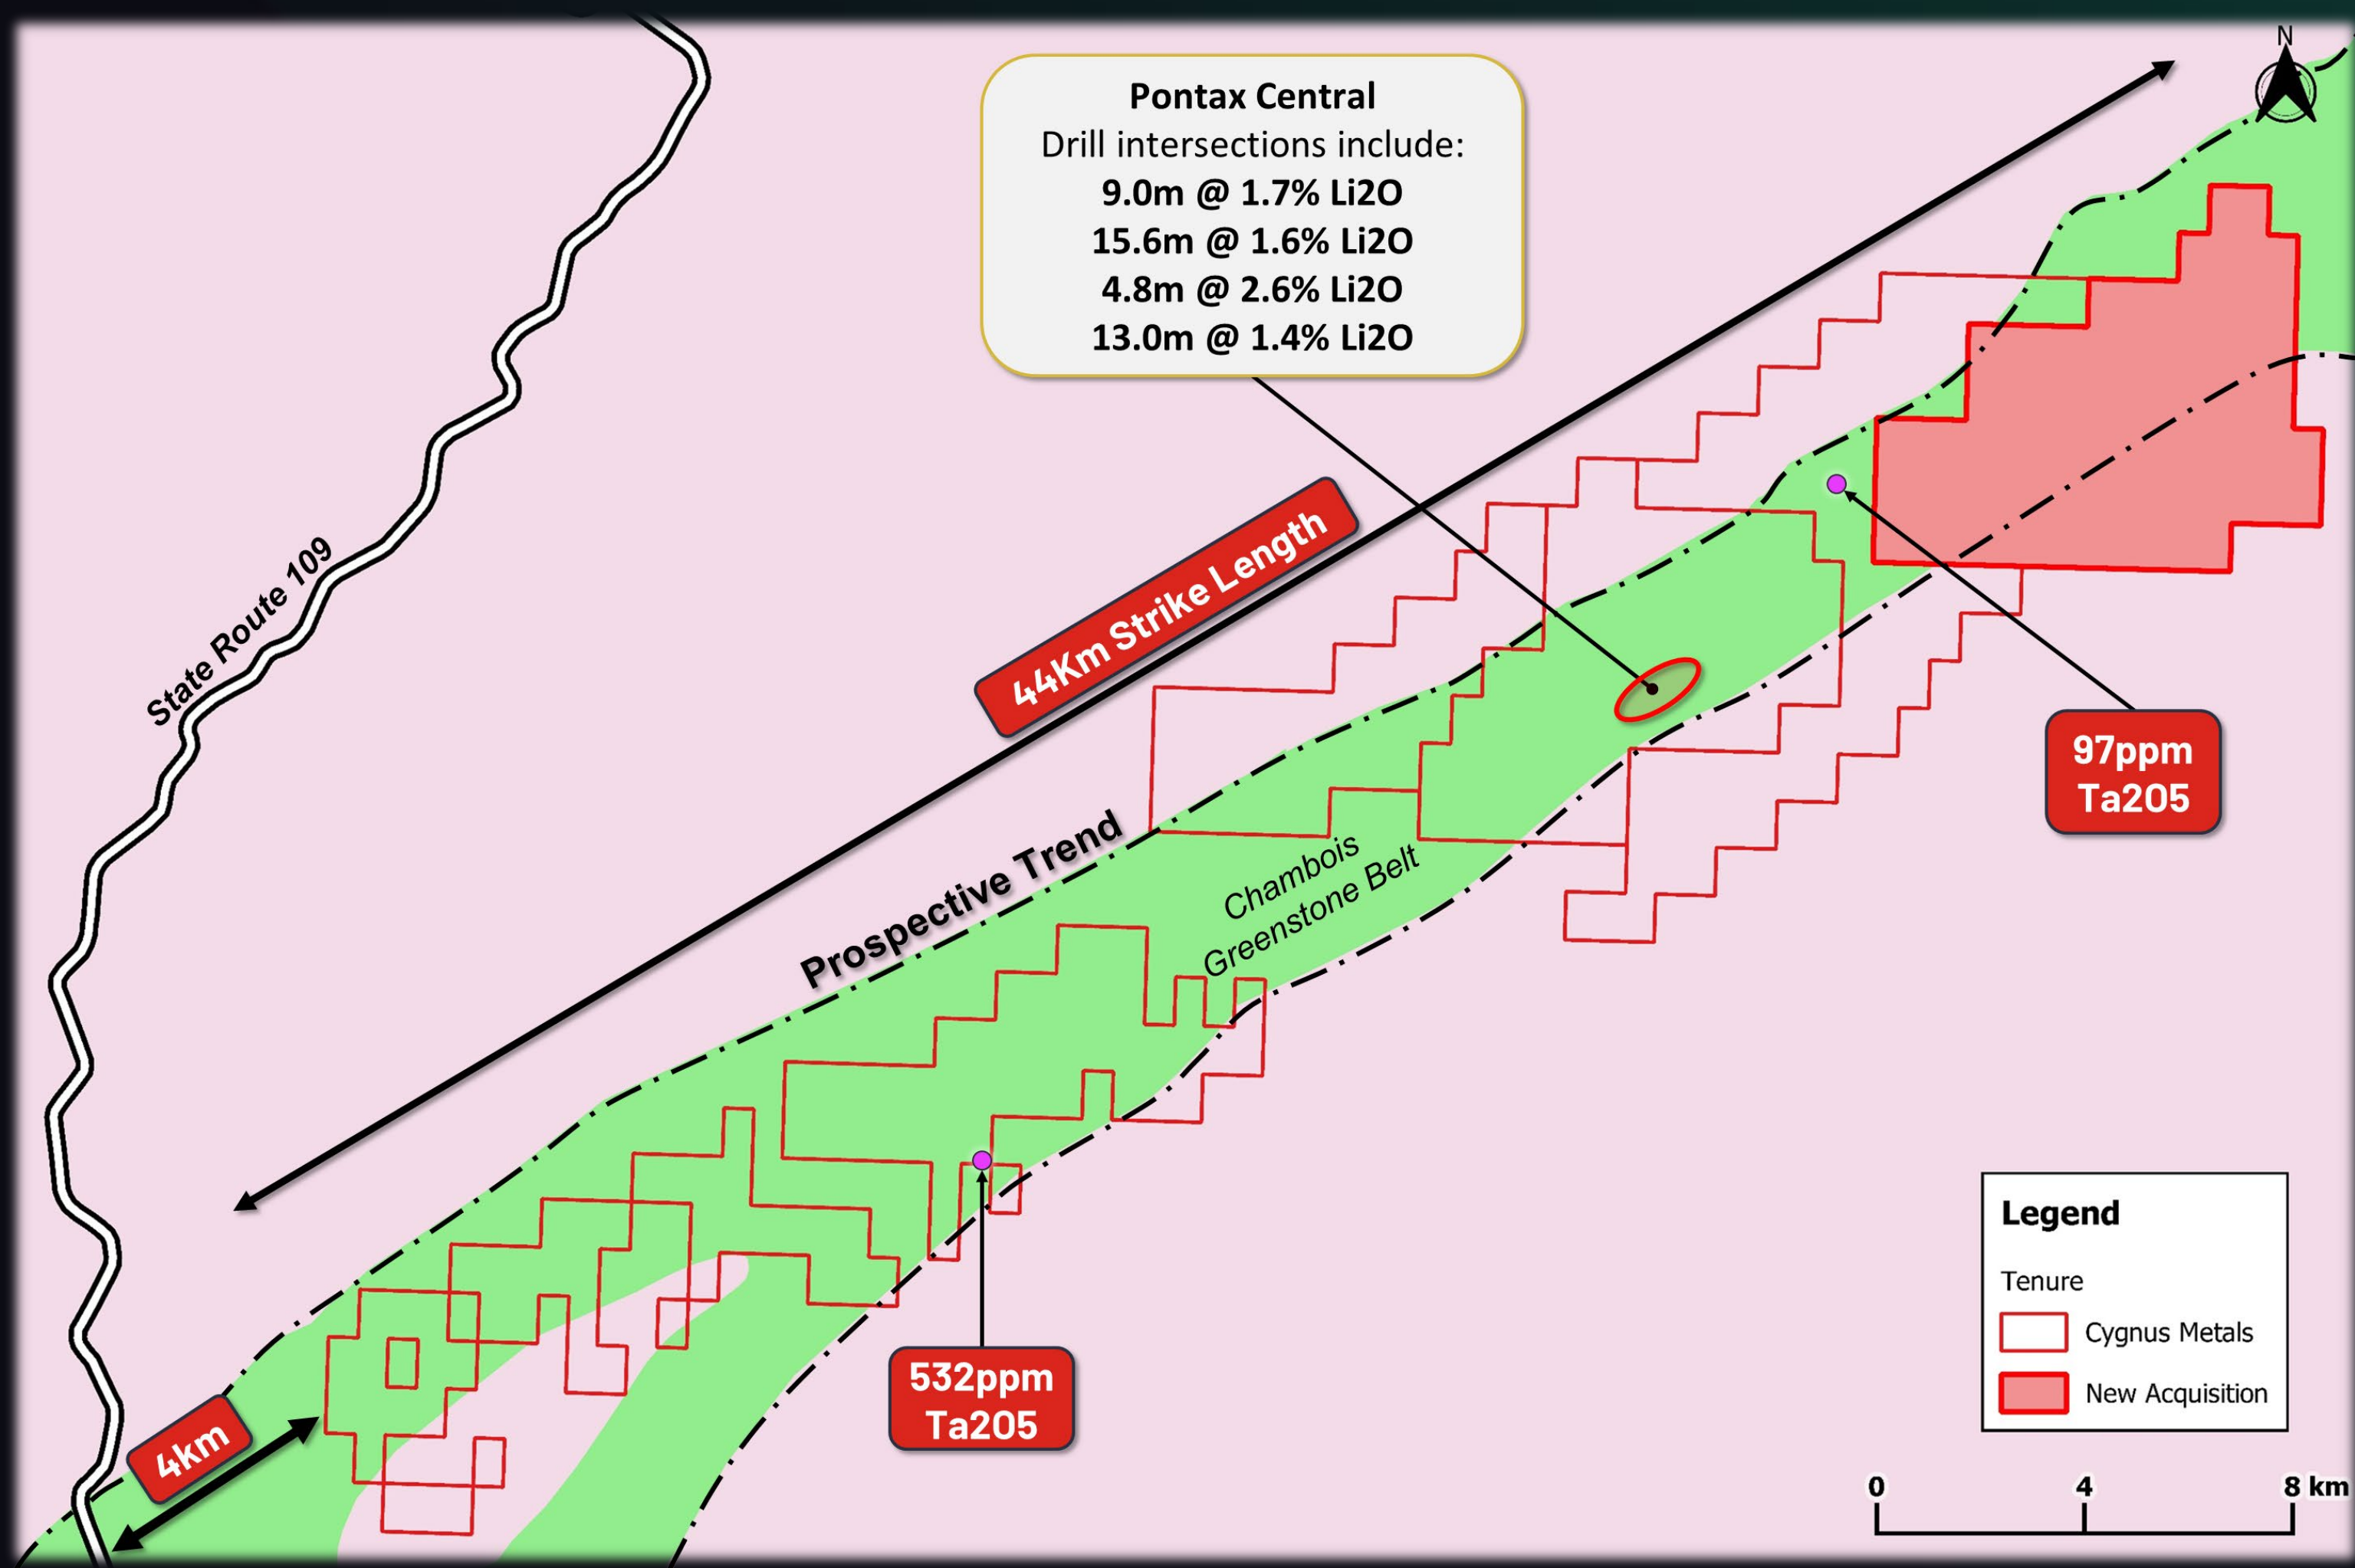 N
Pontax Central
Drill intersections include:
9.0m @ 1.7% Li2O
15.6m @ 1.6% Li2O
4.8m @ 2.6% Li2O
13.0m @ 1.4% Li2O
State Route 109
44Km Strike Length
97ppm
Ta2O5
Prospective Trend
Chambois
Greenstone Belt
532ppm
Ta2O5
4km
Legend
Tenure
Cygnus Metals
New Acquisition
0 4 8 km